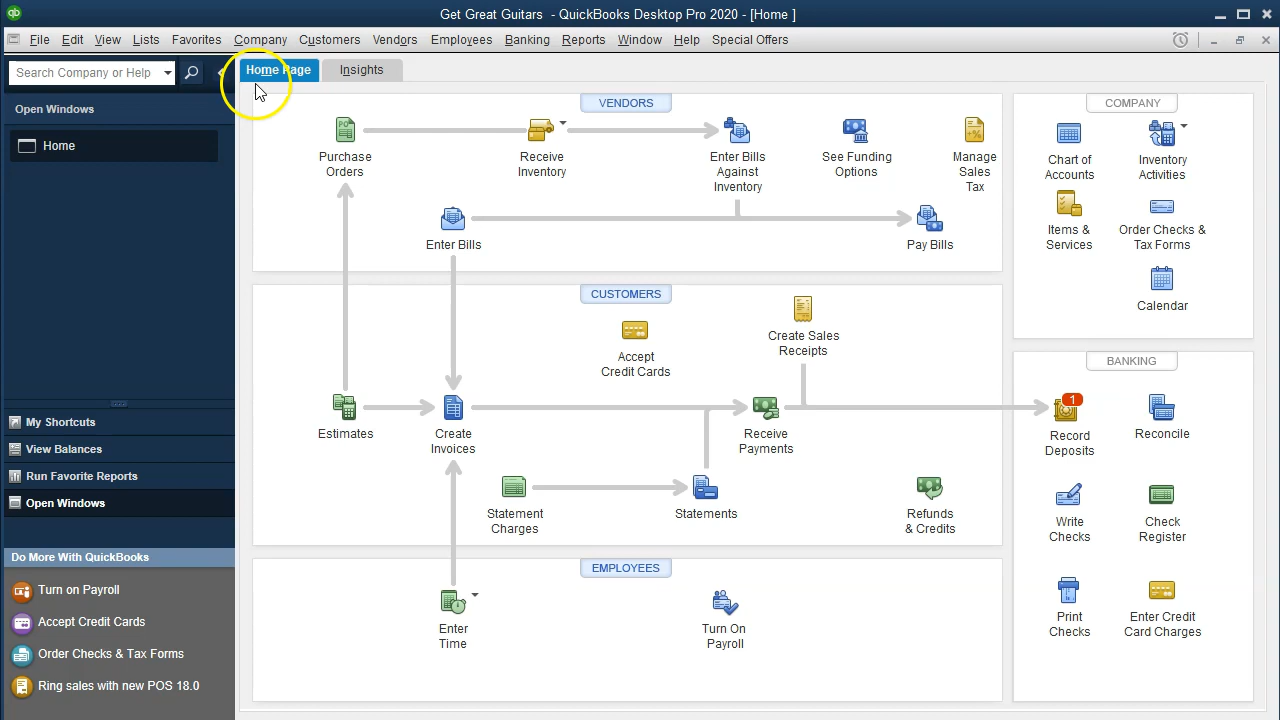 Get Great Guitars - QuickBooks Desktop Pro 2020 - [Home ]
File Edit View Lists Favorites Company Customers Vendors Employees Banking Reports Window Help Special Offers
Search Company or Help
Home Page
Insights
Open Windows
Home
My Shortcuts
View Balances
Run Favorite Reports
Open Windows
Do More With QuickBooks
Turn on Payroll
Accept Credit Cards
Order Checks & Tax Forms
Ring sales with new POS 18.0
VENDORS
Purchase
Orders
Receive
Inventory
Enter Bills
Against
Inventory
See Funding
Options
Manage
Sales
Tax
Enter Bills
Pay Bills
CUSTOMERS
Accept
Credit Cards
Create Sales
Receipts
Estimates
Create
Invoices
Receive
Payments
Statement
Charges
Statements
Refunds
& Credits
EMPLOYEES
Enter
Time
Turn On
Payroll
COMPANY
Chart of
Accounts
Inventory
Activities
Items &
Services
Order Checks &
Tax Forms
Calendar
BANKING
1
Record
Deposits
Reconcile
Write
Checks
Check
Register
Print
Checks
Enter Credit
Card Charges